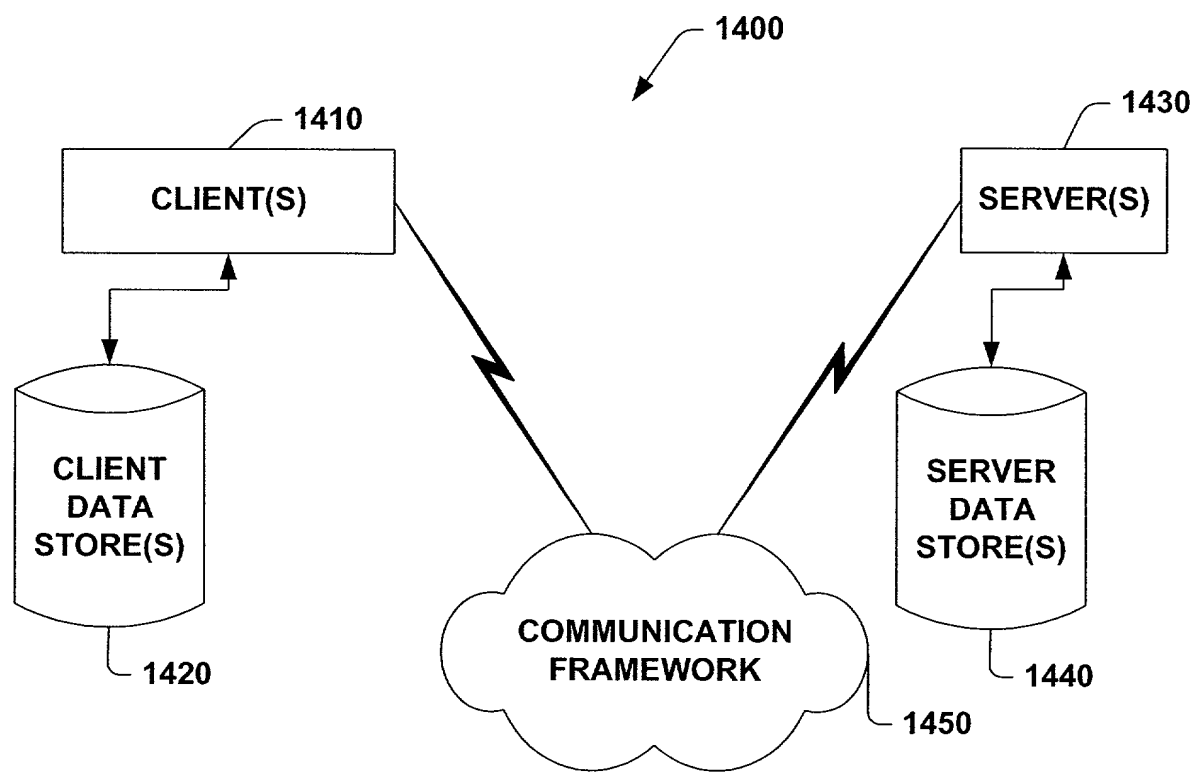 1400
1410
1430
CLIENT(S)
SERVER(S)
CLIENT
DATA
STORE(S)
SERVER
DATA
STORE(S)
COMMUNICATION
FRAMEWORK
1420
1440
1450